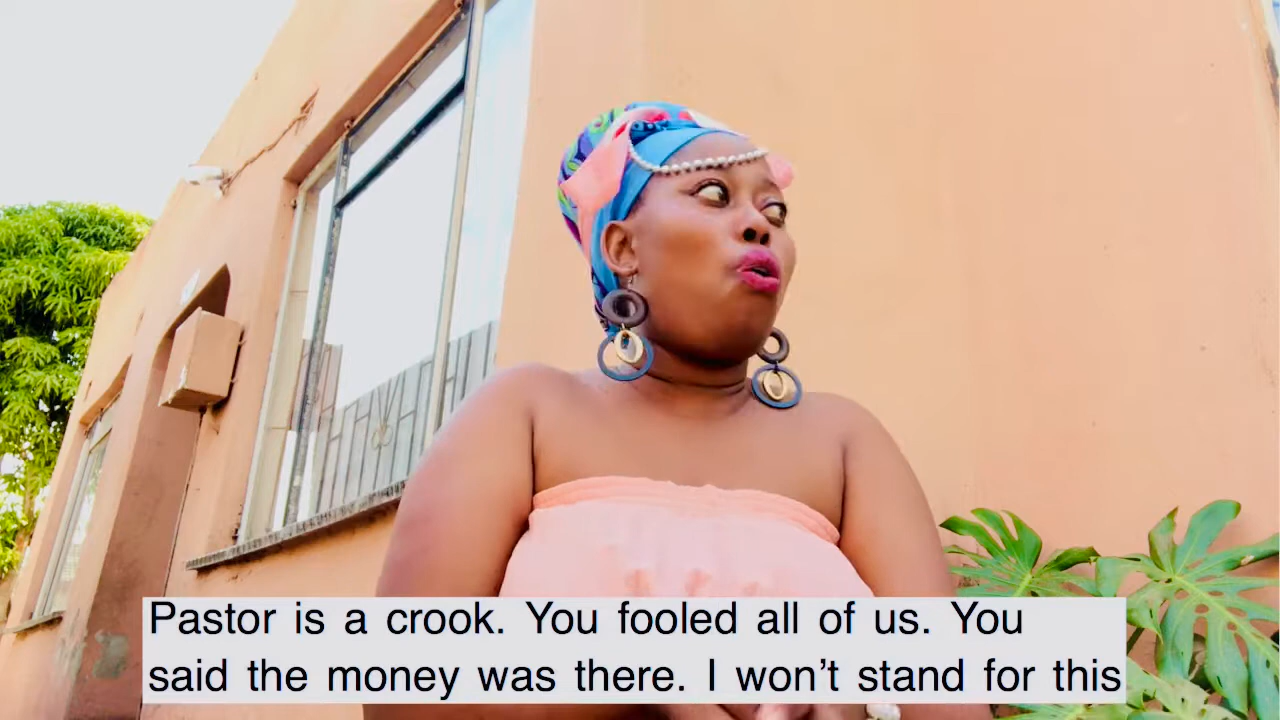 Pastor is a crook. You fooled all of us. You
said the money was there. I won’t stand for this